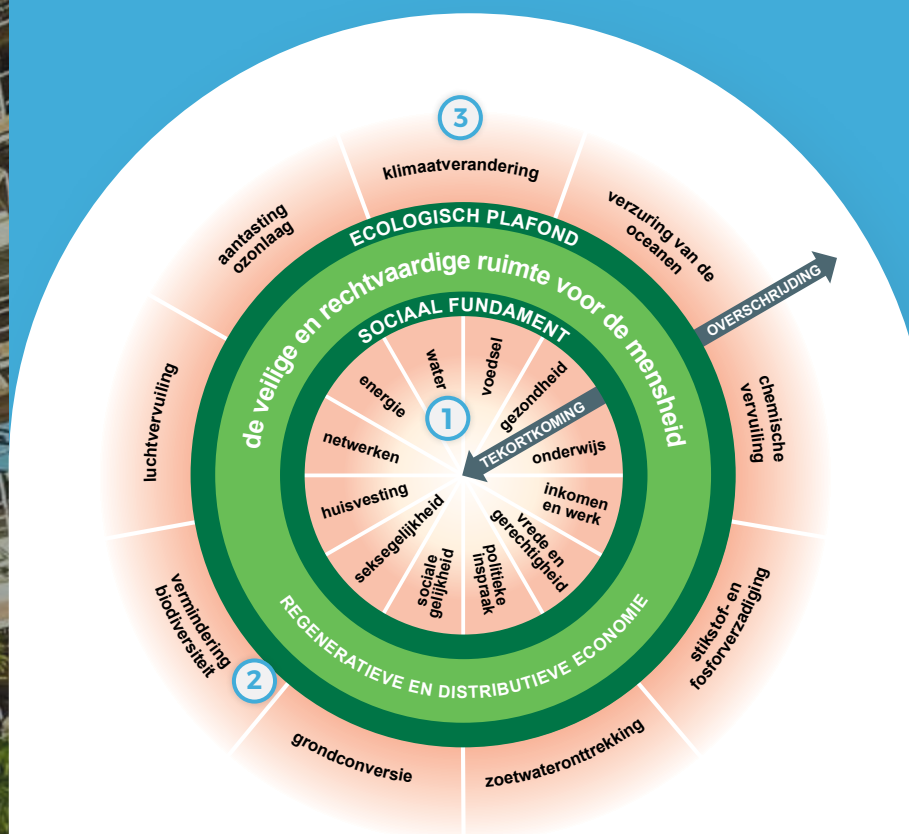 3
klimaatverandering
verzuring van de
oceanen
OVERSCHRIJDING
chemische
vervuiling
stikstof- en
fosforverzadiging
zoetwateronttrekking
grondconversie
2
vermindering
biodiversiteit
luchtvervuiling
aantasting
ozonlaag
ECOLOGISCH PLAFOND
de veilige en rechtvaardige ruimte voor de mensheid
SOCIAAL FUNDAMENT
water
voedsel
gezondheid
1
TEKORTKOMING
onderwijs
inkomen
en werk
vrede en
gerechtigheid
politieke
inspraak
sociale
gelijkheid
seksegelijkheid
huisvesting
netwerken
energie
REGENERATIEVE EN DISTRIBUTIEVE ECONOMIE